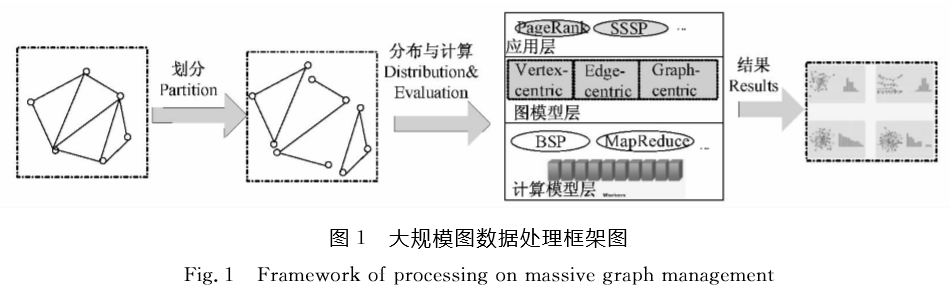 划分
Partition
分布与计算
Distribution&
Evaluation
PageRank SSSP ...
应用层
Vertex-centric Edge-centric Graph-centric
图模型层
BSP MapReduce ...
计算模型层
Workers
结果
Results
图 1 大规模图数据处理框架图
Fig. 1 Framework of processing on massive graph management